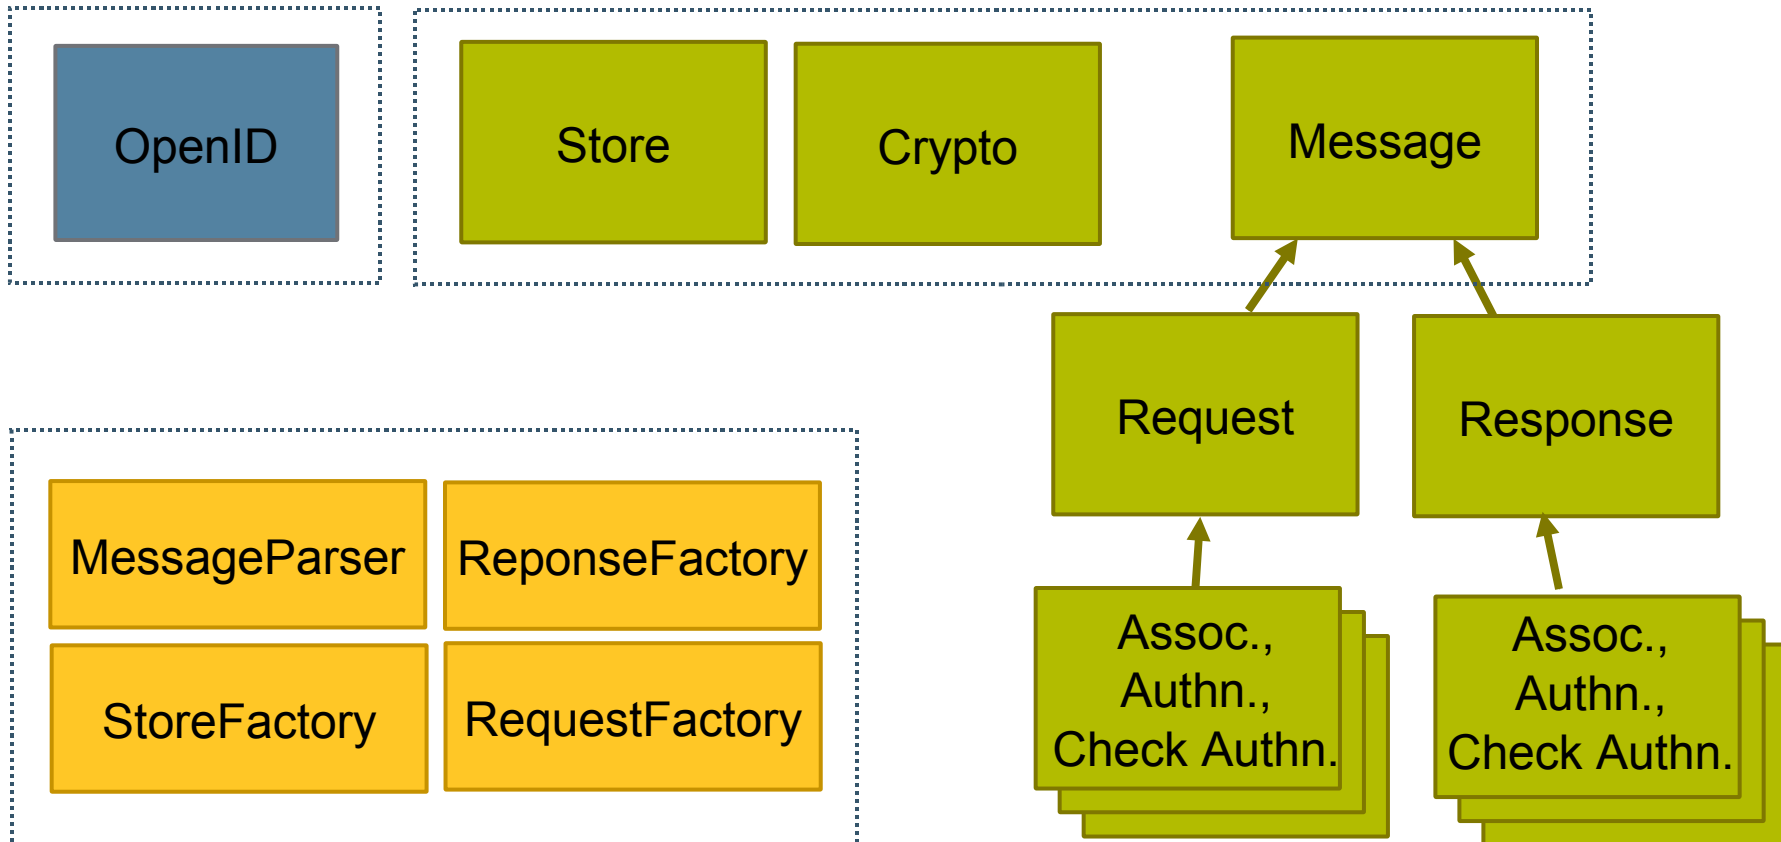 OpenID
Store
Crypto
Message
Request
Response
MessageParser
ReponseFactory
StoreFactory
RequestFactory
Assoc.,
Authn.,
Check Authn.
Assoc.,
Authn.,
Check Authn.